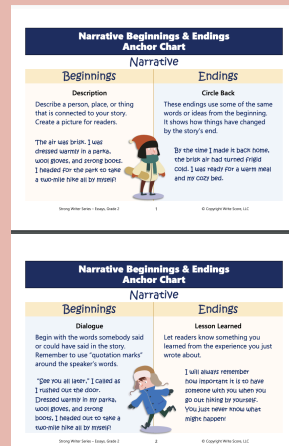 Narrative Beginnings & Endings
Anchor Chart
Narrative
Beginnings
Endings
Description
Describe a person, place, or thing
that is connected to your story.
Create a picture for readers.
The air was brisk. I was
dressed warmly in a parka,
wool gloves, and strong boots.
I headed for the park to take
a two-mile hike all by myself!
Circle Back
These endings use some of the same
words or ideas from the beginning.
It shows how things have changed
by the story's end.
By the time I made it back home,
the brisk air had turned frigid
cold. I was ready for a warm meal
and my cozy bed.
Strong Writer Series – Essays, Grade 2
1
© Copyright Write Score, LLC
Narrative Beginnings & Endings
Anchor Chart
Narrative
Beginnings
Endings
Dialogue
Begin with the words somebody said
or could have said in the story.
Remember to use "quotation marks"
around the speaker's words.
"See you all later," I called as
I rushed out the door.
Dressed warmly in my parka,
wool gloves, and strong
boots, I headed out to take a
two-mile hike all by myself!
Lesson Learned
Let readers know something you
learned from the experience you just
wrote about.
I will always remember
how important it is to have
someone with you when you
go out hiking by yourself.
You just never know what
might happen!
Strong Writer Series – Essays, Grade 2
2
© Copyright Write Score, LLC